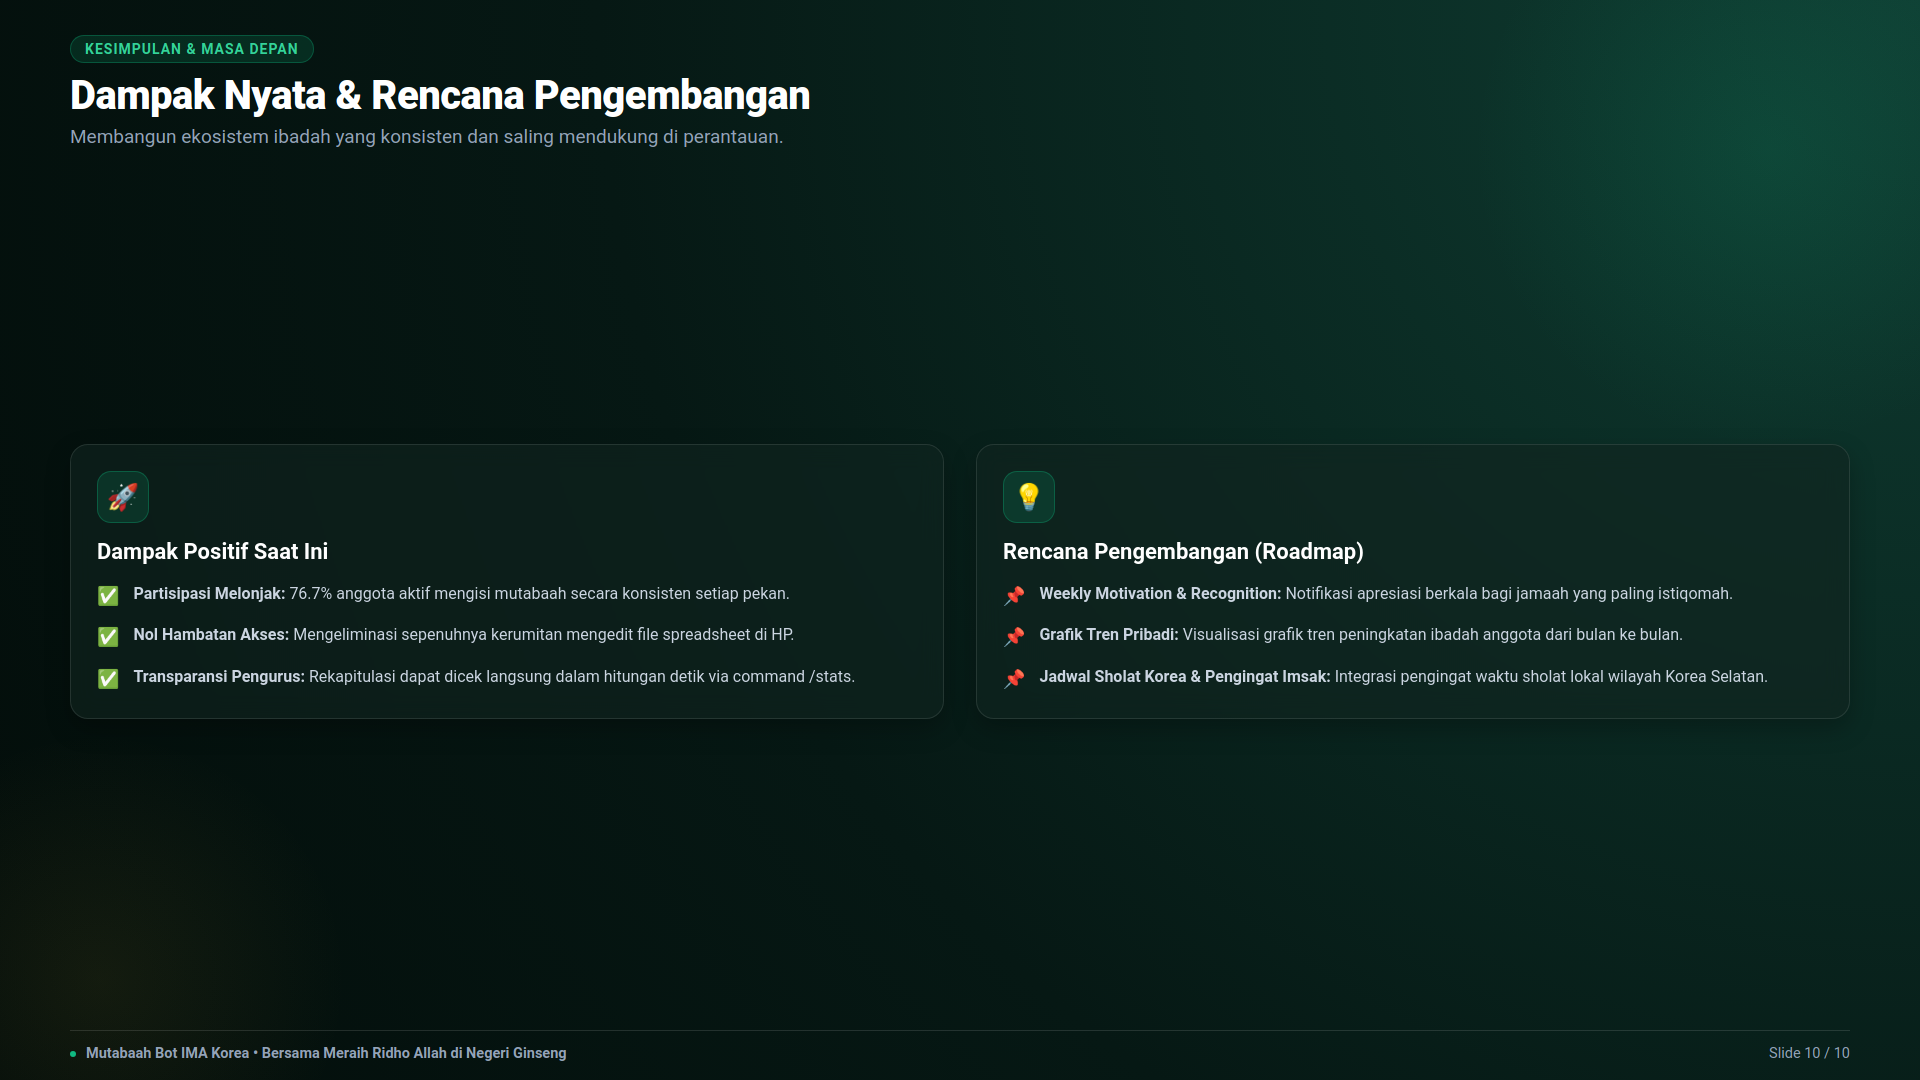 KESIMPULAN & MASA DEPAN
Dampak Nyata & Rencana Pengembangan
Membangun ekosistem ibadah yang konsisten dan saling mendukung di perantauan.
Dampak Positif Saat Ini
Partisipasi Melonjak: 76.7% anggota aktif mengisi mutabaah secara konsisten setiap pekan.
Nol Hambatan Akses: Mengeliminasi sepenuhnya kerumitan mengedit file spreadsheet di HP.
Transparansi Pengurus: Rekapitulasi dapat dicek langsung dalam hitungan detik via command /stats.
Rencana Pengembangan (Roadmap)
Weekly Motivation & Recognition: Notifikasi apresiasi berkala bagi jamaah yang paling istiqomah.
Grafik Tren Pribadi: Visualisasi grafik tren peningkatan ibadah anggota dari bulan ke bulan.
Jadwal Sholat Korea & Pengingat Imsak: Integrasi pengingat waktu sholat lokal wilayah Korea Selatan.
Mutabaah Bot IMA Korea • Bersama Meraih Ridho Allah di Negeri Ginseng
Slide 10 / 10